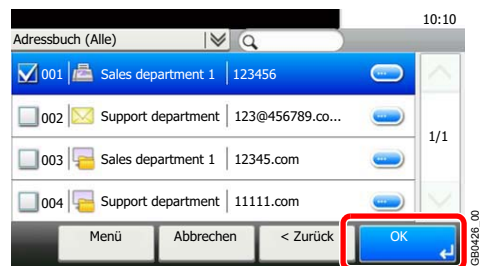 10:10
Adressbuch (Alle)
001 Sales department 1 123456
002 Support department 123@456789.co...
1/1
003 Sales department 1 12345.com
004 Support department 11111.com
Menü Abbrechen < Zurück OK
GB0426_00